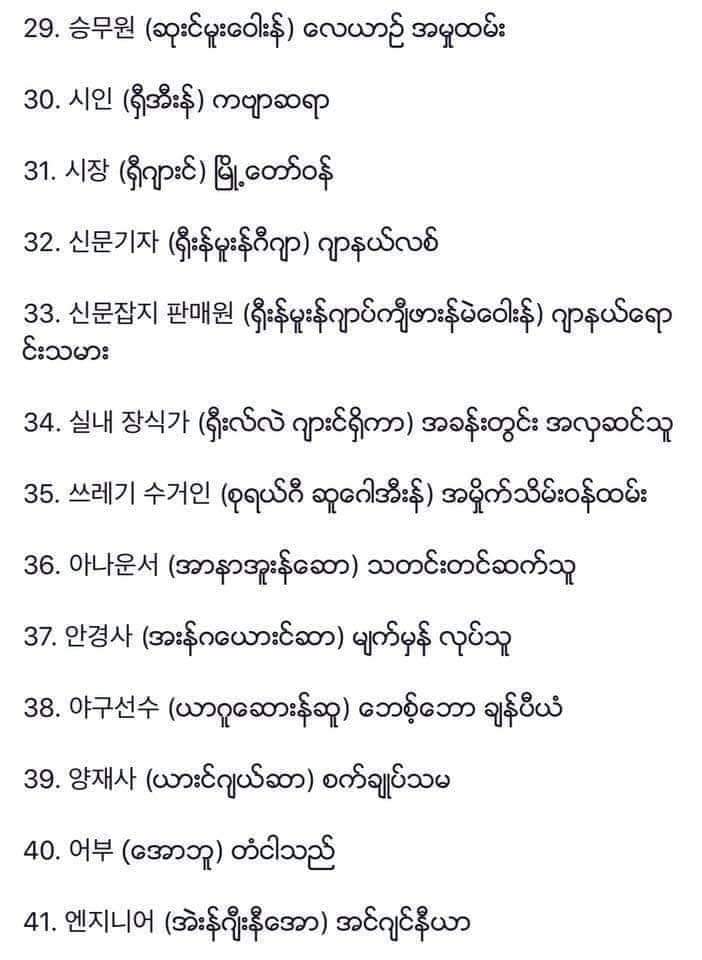 29. 승무원 (ဆုးင်မူးဝေါးန်) လေယာဉ် အမှုထမ်း
30. 시인 (ရှီအီးန်) ကဗျာဆရာ
31. 시장 (ရှီဂျားင်) မြို့တော်ဝန်
32. 신문기자 (ရှီးန်မူးန်ဂီဂျာ) ဂျာနယ်လစ်
33. 신문잡지 판매원 (ရှီးန်မူးန်ဂျာပ်ကျီဖားန်မဲဝေါးန်) ဂျာနယ်ရော
င်းသမား
34. 실내 장식가 (ရှီးလ်လဲ ဂျားင်ရှိကာ) အခန်းတွင်း အလှဆင်သူ
35. 쓰레기 수거인 (စုရယ်ဂီ ဆူဂေါအီးန်) အမှိုက်သိမ်းဝန်ထမ်း
36. 아나운서 (အာနာအူးန်ဆော) သတင်းတင်ဆက်သူ
37. 안경사 (အးန်ဂယေားင်ဆာ) မျက်မှန် လုပ်သူ
38. 야구선수 (ယာဂူဆေားန်ဆူ) ဘေစ့်ဘော ချန်ပီယံ
39. 양재사 (ယားင်ဂျယ်ဆာ) စက်ချုပ်သမ
40. 어부 (အောဘူ) တံငါသည်
41. 엔지니어 (အဲးန်ဂျီးနီအော) အင်ဂျင်နီယာ